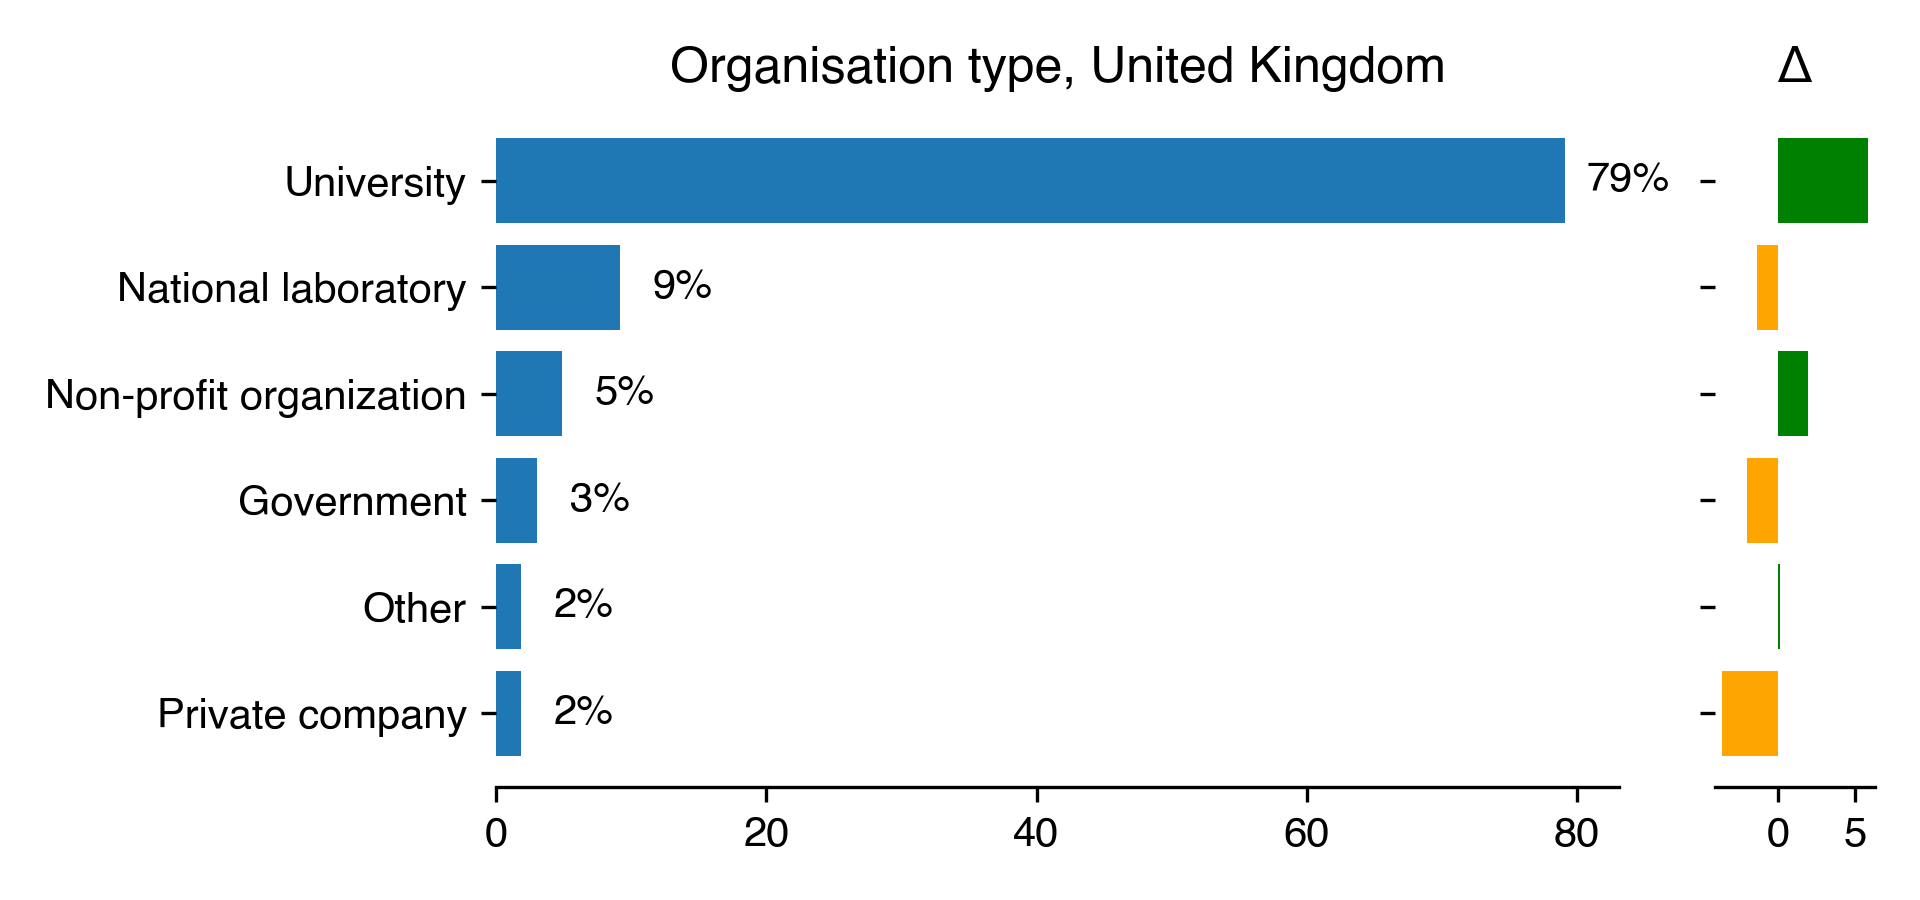 Organisation type, United Kingdom Δ
University 79%
National laboratory 9%
Non-profit organization 5%
Government 3%
Other 2%
Private company 2%
0 20 40 60 80 0 5